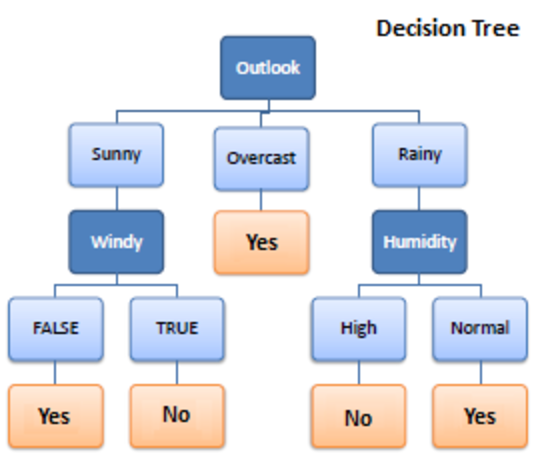 Decision Tree
Outlook
Sunny
Overcast
Rainy
Windy
Yes
Humidity
FALSE
TRUE
High
Normal
Yes
No
No
Yes